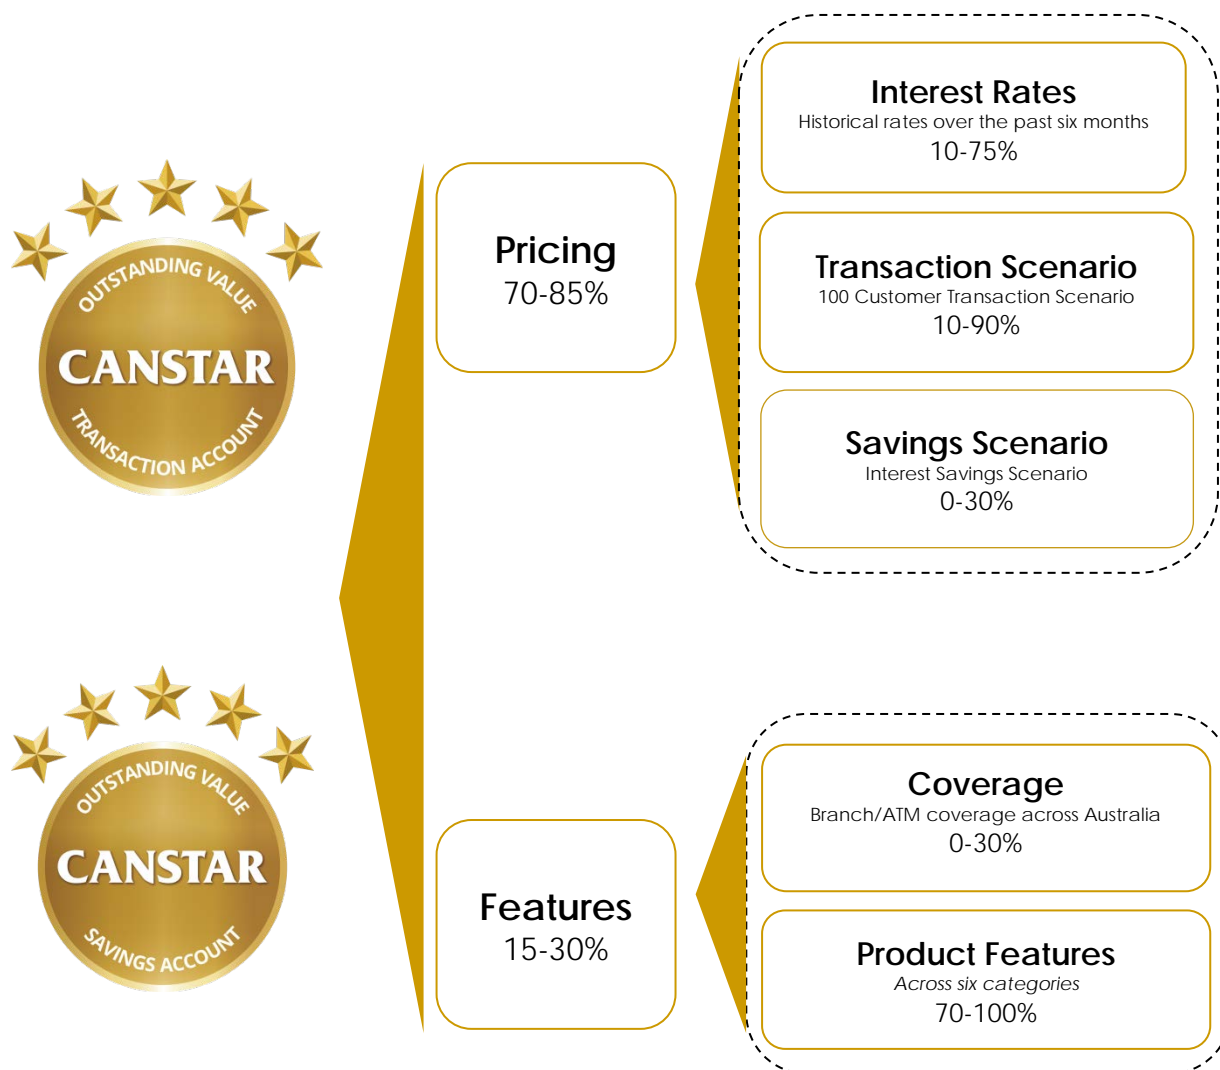 OUTSTANDING VALUE
CANSTAR
TRANSACTION ACCOUNT
OUTSTANDING VALUE
CANSTAR
SAVINGS ACCOUNT
Pricing
70-85%
Features
15-30%
Interest Rates
Historical rates over the past six months
10-75%
Transaction Scenario
100 Customer Transaction Scenario
10-90%
Savings Scenario
Interest Savings Scenario
0-30%
Coverage
Branch/ATM coverage across Australia
0-30%
Product Features
Across six categories
70-100%